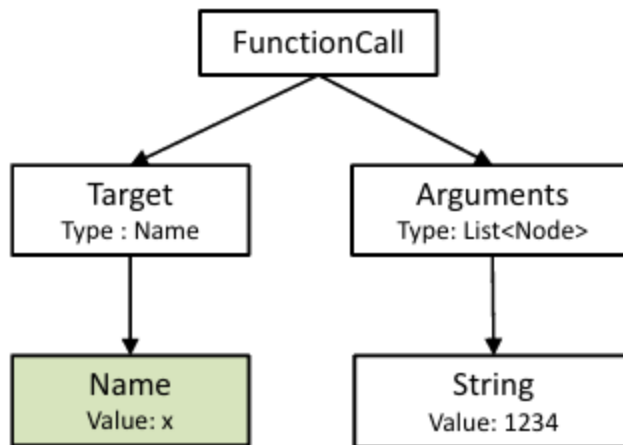 FunctionCall
Target
Type : Name
Arguments
Type: List<Node>
Name
Value: x
String
Value: 1234